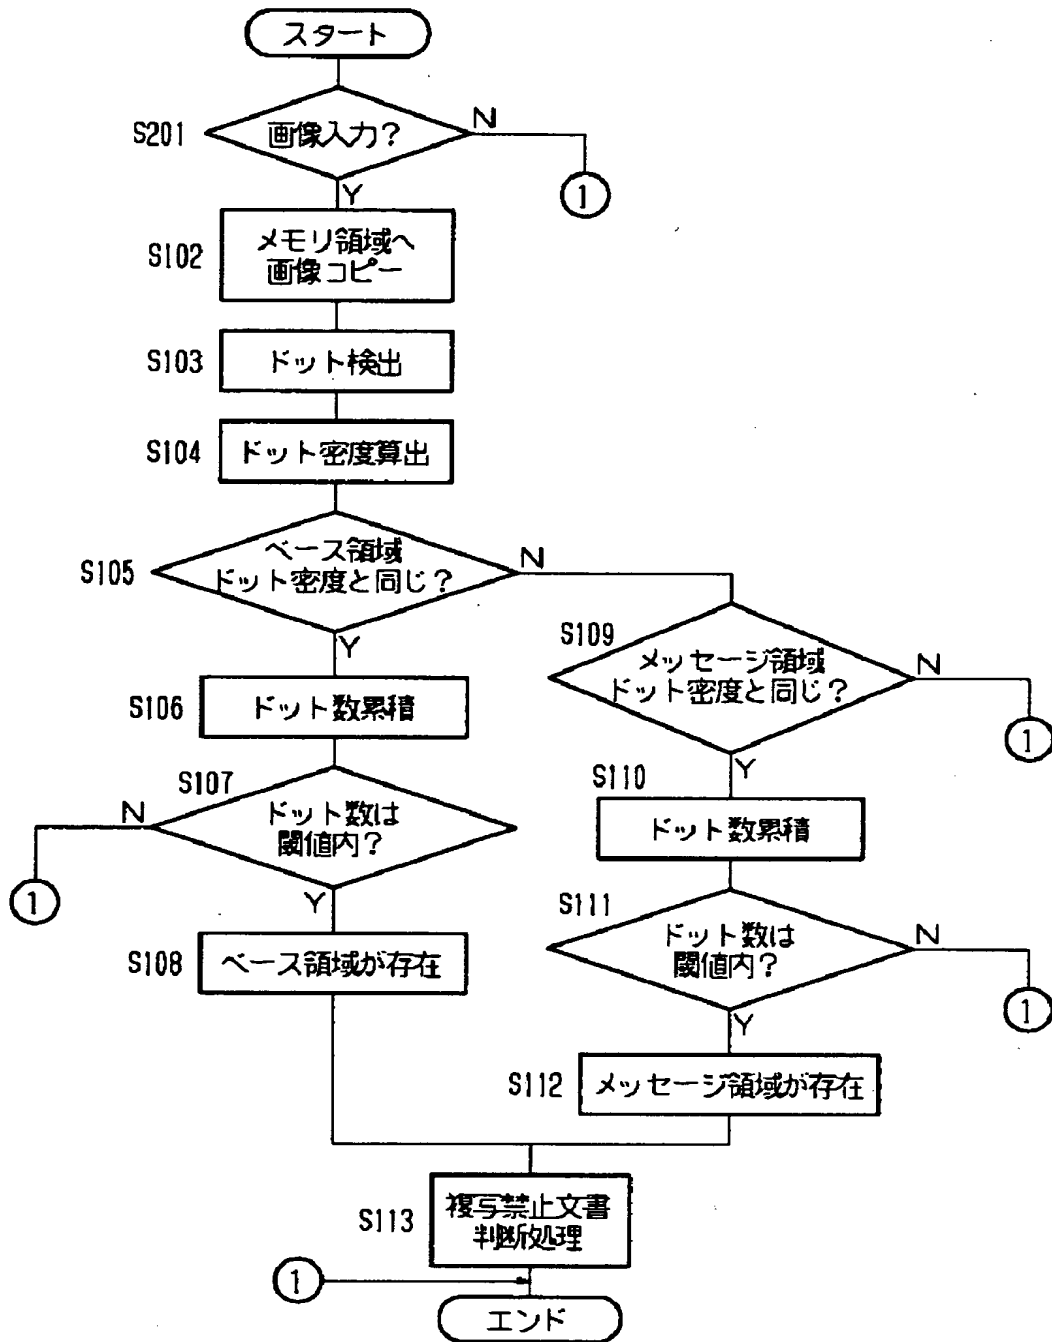 スタート
S201
画像入力?
N
1
Y
S102
メモリ領域へ
画像コピー
S103
ドット検出
S104
ドット密度算出
S105
ベース領域
ドット密度と同じ?
N
Y
S109
メッセージ領域
ドット密度と同じ?
N
1
Y
S106
ドット数累積
S107
ドット数は
閾値内?
N
1
Y
S110
ドット数累積
S111
ドット数は
閾値内?
N
1
Y
S108
ベース領域が存在
S112
メッセージ領域が存在
S113
複写禁止文書
判断処理
1
エンド